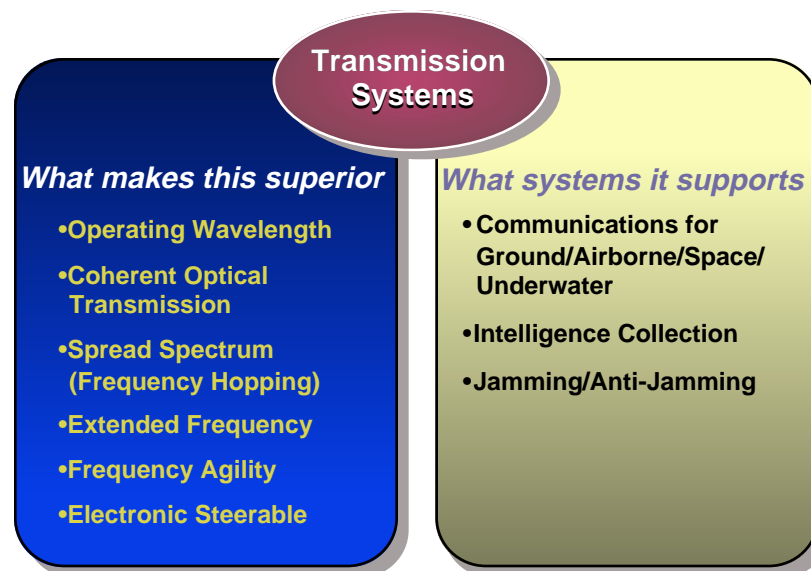 Transmission
Systems
What makes this superior
•Operating Wavelength
•Coherent Optical
Transmission
•Spread Spectrum
(Frequency Hopping)
•Extended Frequency
•Frequency Agility
•Electronic Steerable
What systems it supports
•Communications for
Ground/Airborne/Space/
Underwater
•Intelligence Collection
•Jamming/Anti-Jamming